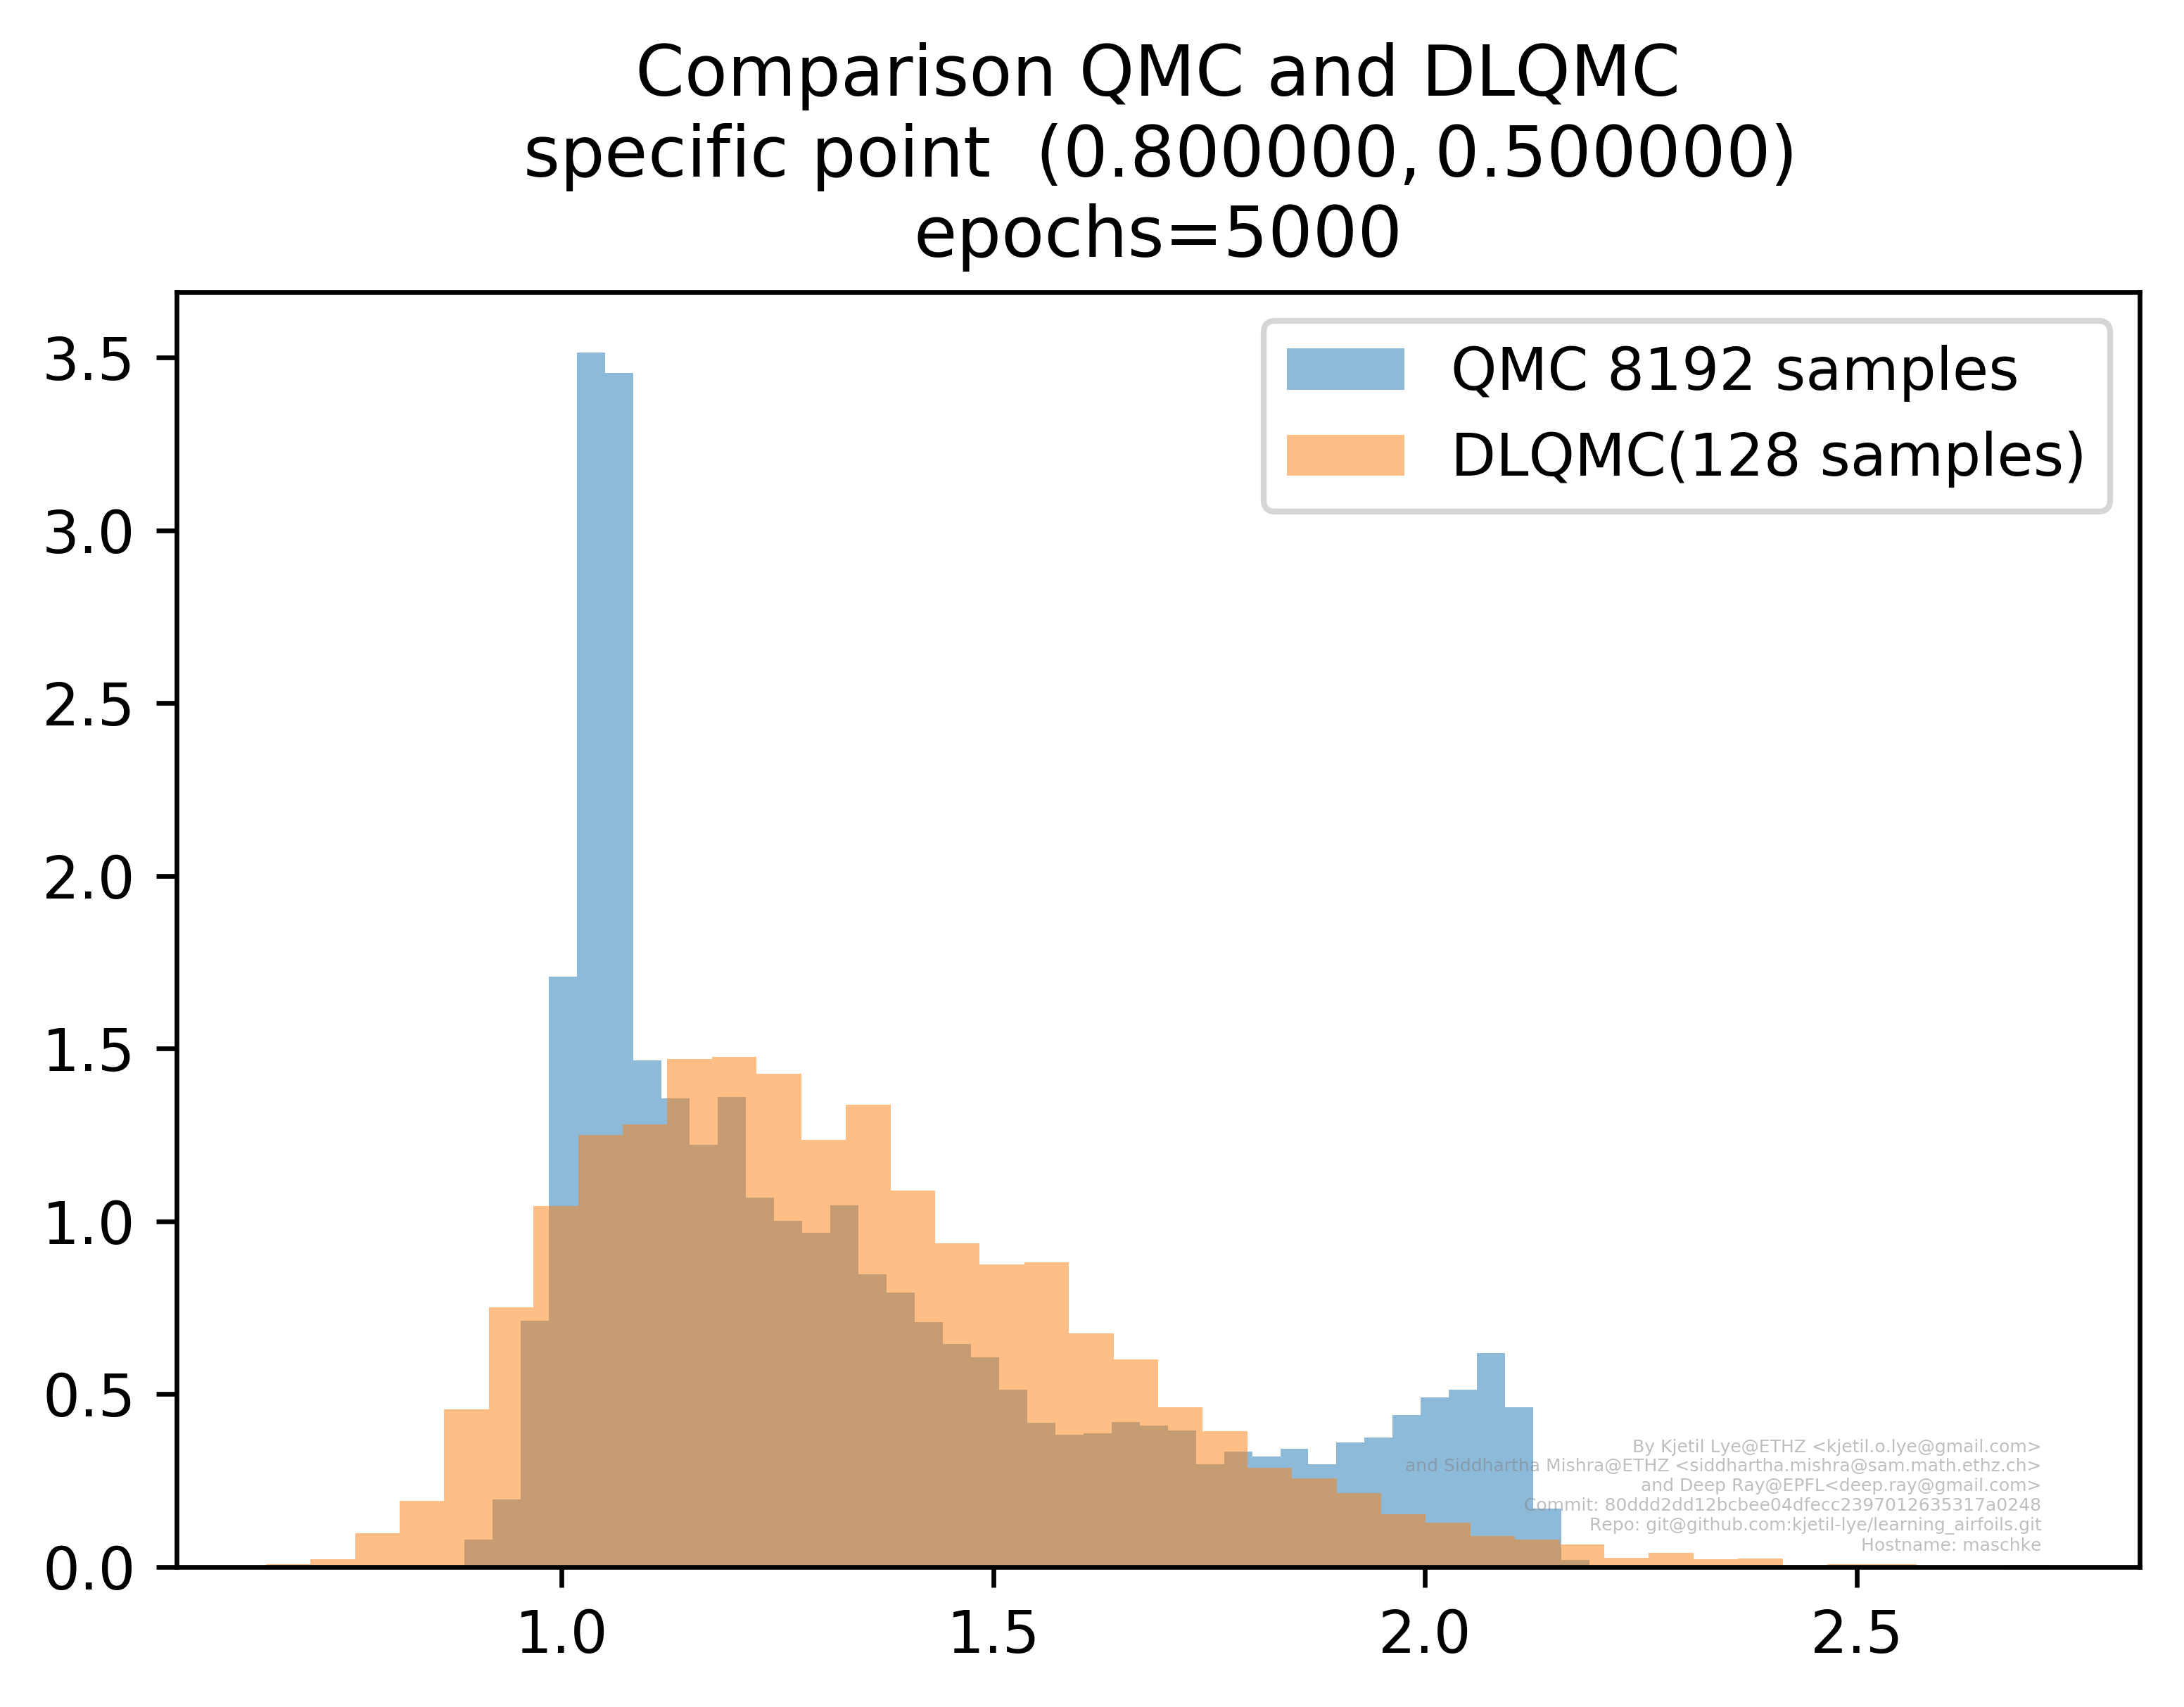 Comparison QMC and DLQMC
specific point (0.800000, 0.500000)
epochs=5000
QMC 8192 samples
DLQMC(128 samples)
3.5
3.0
2.5
2.0
1.5
1.0
0.5
0.0
1.0
1.5
2.0
2.5
By Kjetil Lye@ETHZ <kjetil.o.lye@gmail.com>
and Siddhartha Mishra@ETHZ <siddhartha.mishra@sam.math.ethz.ch>
and Deep Ray@EPFL<deep.ray@gmail.com>
Commit: 80ddd2dd12bcbee04dfecc2397012635317a0248
Repo: git@github.com:kjetil-lye/learning_airfoils.git
Hostname: maschke